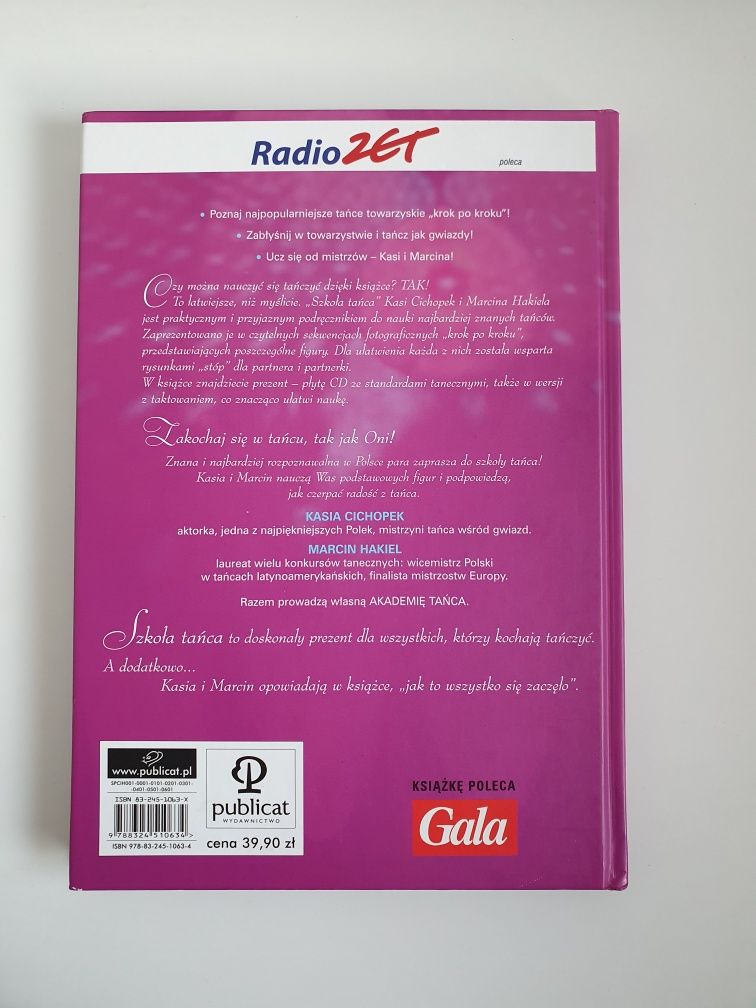 Radio ZET
poleca
• Poznaj najpopularniejsze tańce towarzyskie „krok po kroku”!
• Zabłyśnij w towarzystwie i tańcz jak gwiazdy!
• Ucz się od mistrzów – Kasi i Marcina!
Czy można nauczyć się tańczyć dzięki książce? TAK!
To łatwiejsze, niż myślicie. „Szkoła tańca” Kasi Cichopek i Marcina Hakiela
jest praktycznym i przyjaznym podręcznikiem do nauki najbardziej znanych tańców.
Zaprezentowano je w czytelnych sekwencjach fotograficznych „krok po kroku”,
przedstawiających poszczególne figury. Dla ułatwienia każda z nich została wsparta
rysunkami „stóp” dla partnera i partnerki.
W książce znajdziecie prezent – płytę CD ze standardami tanecznymi, także w wersji
z taktowaniem, co znacząco ułatwi naukę.
Zakochaj się w tańcu, tak jak Oni!
Znana i najbardziej rozpoznawalna w Polsce para zaprasza do szkoły tańca!
Kasia i Marcin nauczą Was podstawowych figur i podpowiedzą,
jak czerpać radość z tańca.
KASIA CICHOPEK
aktorka, jedna z najpiękniejszych Polek, mistrzyni tańca wśród gwiazd.
MARCIN HAKIEL
laureat wielu konkursów tanecznych: wicemistrz Polski
w tańcach latynoamerykańskich, finalista mistrzostw Europy.
Razem prowadzą własną AKADEMIĘ TAŃCA.
Szkoła tańca to doskonały prezent dla wszystkich, którzy kochają tańczyć.
A dodatkowo...
Kasia i Marcin opowiadają w książce, „jak to wszystko się zaczęło”.
www.publicat.pl
SPCIH001-0001-0101-0201-0301-
-0401-0501-0601
ISBN 83-245-1063-X
9 788324 510634 >
ISBN 978-83-245-1063-4
publicat
WYDAWNICTWO
cena 39,90 zł
KSIĄŻKĘ POLECA
Gala